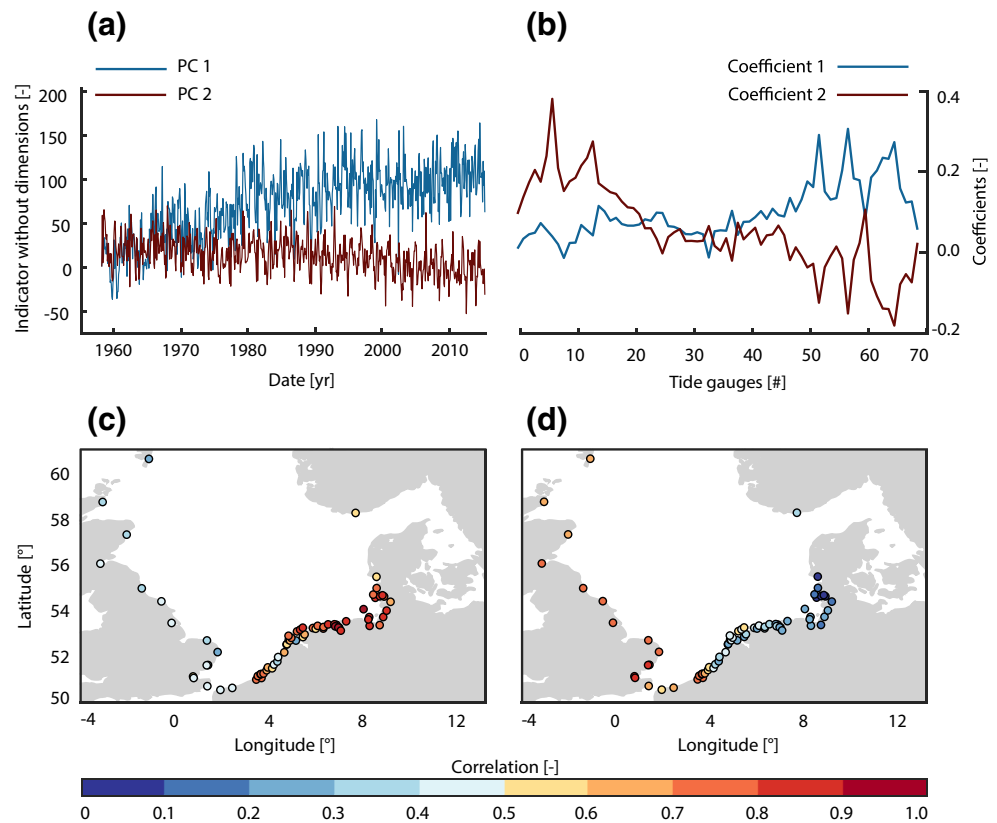 (a)
PC 1
PC 2
Indicator without dimensions [-]
200
150
100
50
0
-50
1960 1970 1980 1990 2000 2010
Date [yr]
(b)
Coefficient 1
Coefficient 2
0.4
0.2
0.0
-0.2
Coefficients [-]
0 10 20 30 40 50 60 70
Tide gauges [#]
(c)
Latitude [°]
60
58
56
54
52
50
-4 0 4 8 12
Longitude [°]
(d)
-4 0 4 8 12
Longitude [°]
Correlation [-]
0 0.1 0.2 0.3 0.4 0.5 0.6 0.7 0.8 0.9 1.0